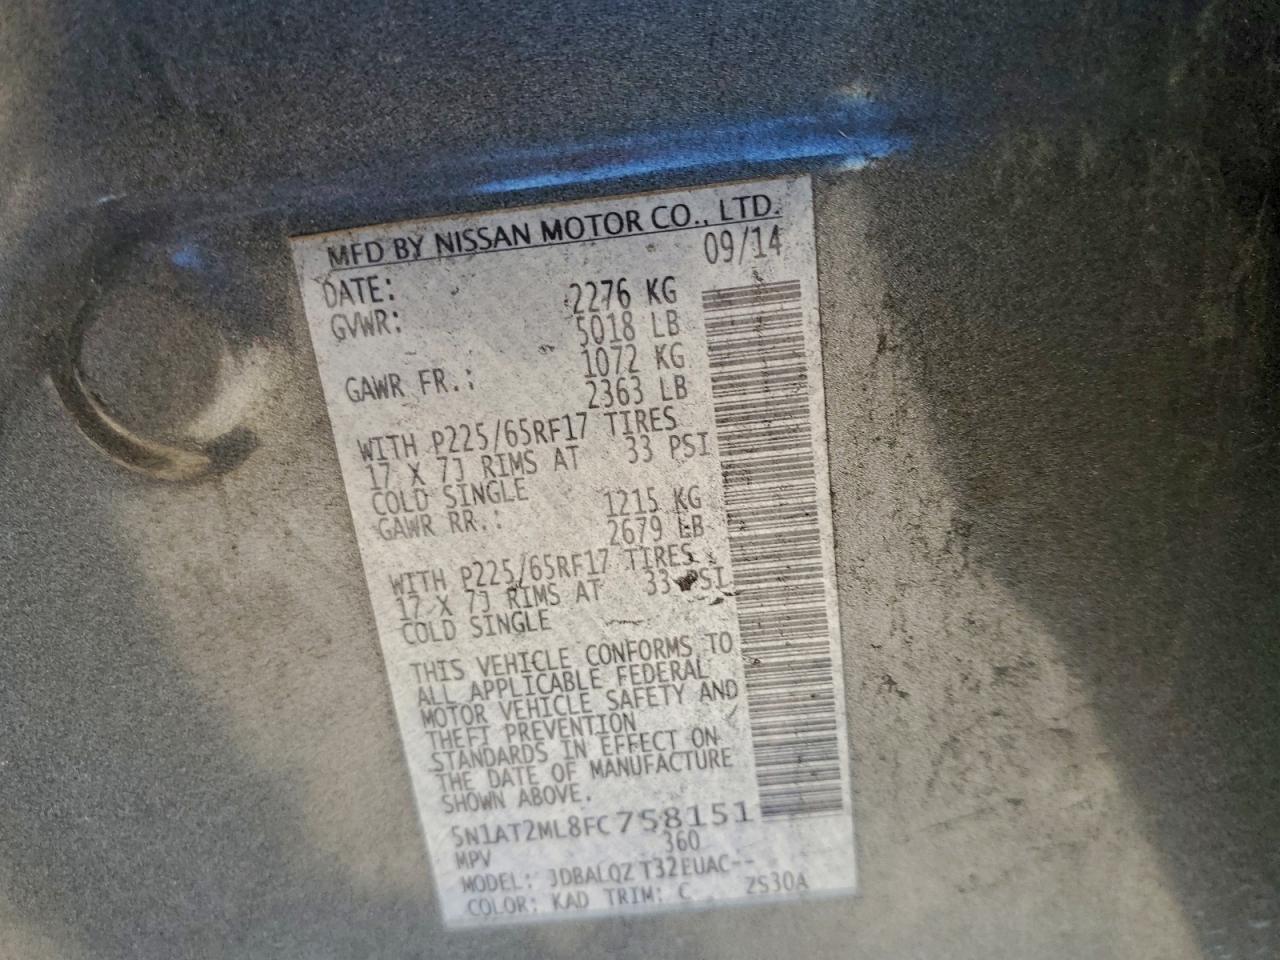 MFD BY NISSAN MOTOR CO., LTD.
DATE: 09/14
GVWR: 2276 KG
5018 LB
GAWR FR.: 1072 KG
2363 LB
WITH P225/65RF17 TIRES
17 X 7J RIMS AT 33 PSI
COLD SINGLE
GAWR RR.: 1215 KG
2679 LB
WITH P225/65RF17 TIRES
17 X 7J RIMS AT 33 PSI
COLD SINGLE
THIS VEHICLE CONFORMS TO
ALL APPLICABLE FEDERAL
MOTOR VEHICLE SAFETY AND
THEFT PREVENTION
STANDARDS IN EFFECT ON
THE DATE OF MANUFACTURE
SHOWN ABOVE.
5N1AT2ML8FC758151
MPV 360
MODEL: JDBALQZ T32EUAC--
COLOR: KAD TRIM: C ZS30A